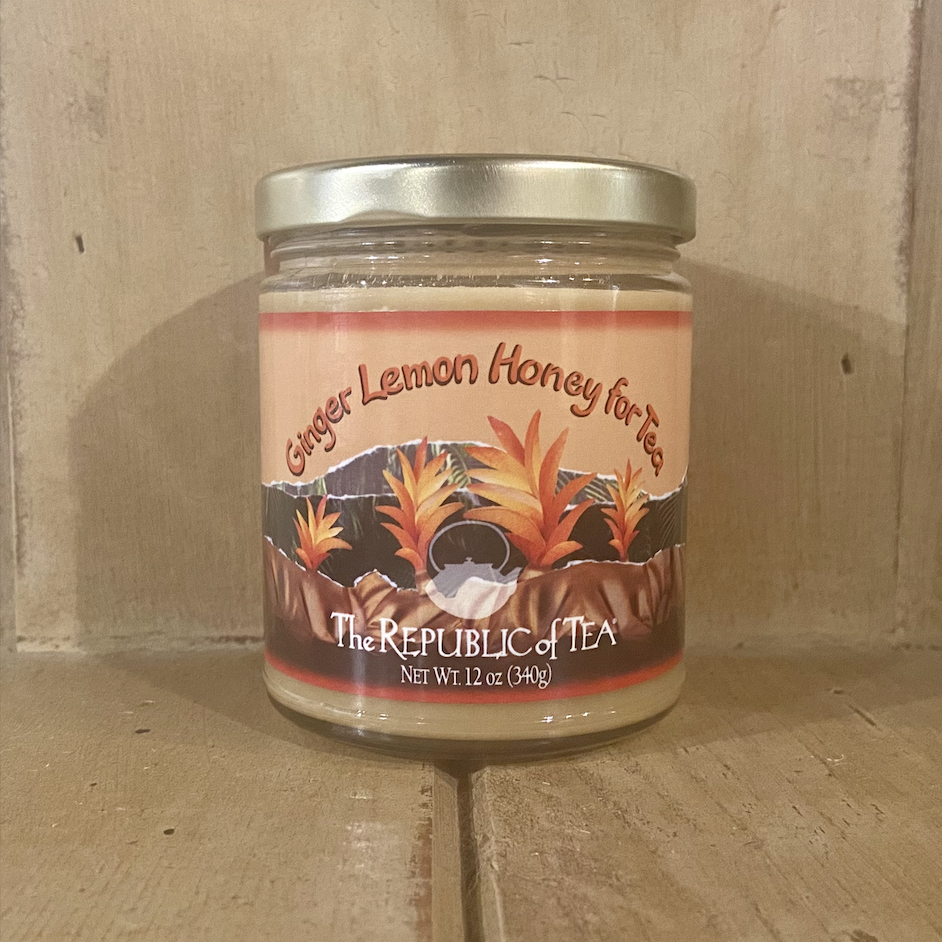 Ginger Lemon Honey for Tea
The REPUBLIC of TEA®
NET WT. 12 oz (340g)